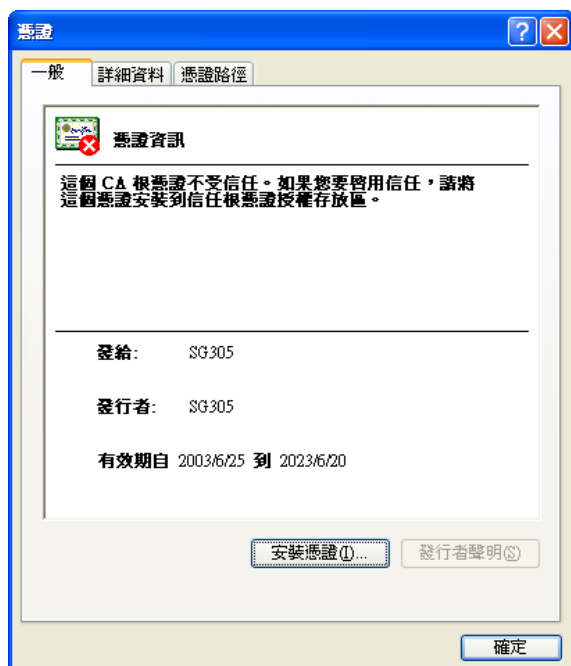 憑證
一般 詳細資料 憑證路徑
憑證資訊
這個 CA 根憑證不受信任。如果您要啓用信任，請將
這個憑證安裝到信任根憑證授權存放區。
發給: SG305
發行者: SG305
有效期自 2003/6/25 到 2023/6/20
安裝憑證(I)... 發行者聲明(S)
確定